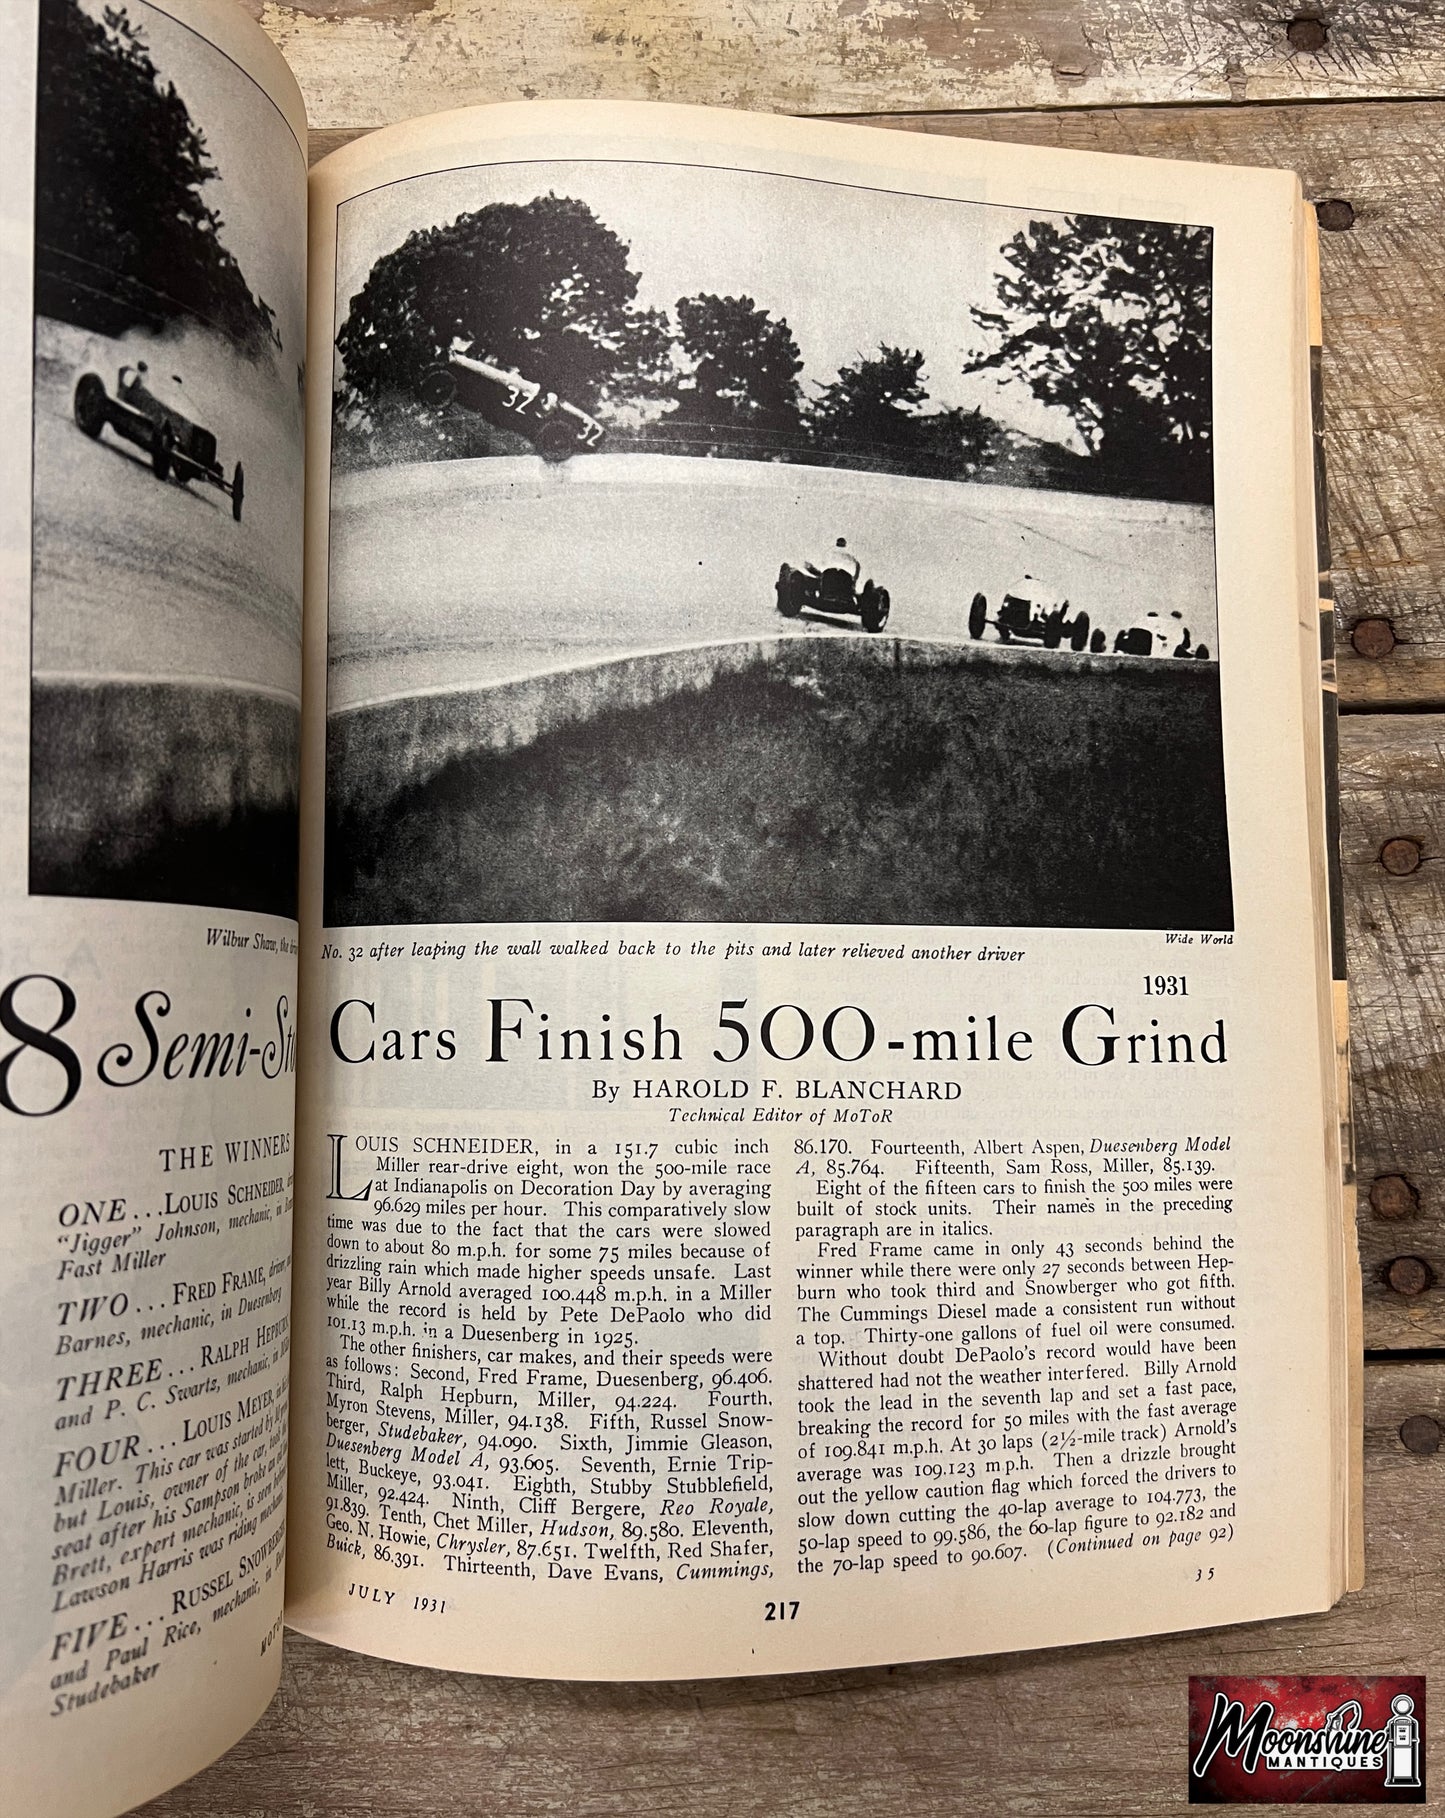 Wilbur Shaw, the
8 Semi-Sto
THE WINNERS
ONE...LOUIS SCHNEIDER,
"Jigger" Johnson, mechanic, in
Fast Miller
TWO...FRED FRAME, driver
Barnes, mechanic, in Duesenberg
THREE...RALPH HEPBURN,
and P. C. Swartz, mechanic, in
FOUR...LOUIS MEYER,
Miller. This car was started by
but Louis, owner of the car, took
seat after his Sampson broke
Brett, expert mechanic, is seen
Lawson Harris was riding mechanic
FIVE...RUSSEL SNOWBERGER
and Paul Rice, mechanic, in
Studebaker
32
32
Wide World
No. 32 after leaping the wall walked back to the pits and later relieved another driver
1931
Cars Finish 500-mile Grind
By HAROLD F. BLANCHARD
Technical Editor of MoToR
LOUIS SCHNEIDER, in a 151.7 cubic inch
Miller rear-drive eight, won the 500-mile race
at Indianapolis on Decoration Day by averaging
96.629 miles per hour. This comparatively slow
time was due to the fact that the cars were slowed
down to about 80 m.p.h. for some 75 miles because of
drizzling rain which made higher speeds unsafe. Last
year Billy Arnold averaged 100.448 m.p.h. in a Miller
while the record is held by Pete DePaolo who did
101.13 m.p.h. in a Duesenberg in 1925.
The other finishers, car makes, and their speeds were
as follows: Second, Fred Frame, Duesenberg, 96.406.
Third, Ralph Hepburn, Miller, 94.224. Fourth,
Myron Stevens, Miller, 94.138. Fifth, Russel Snow-
berger, Studebaker, 94.090. Sixth, Jimmie Gleason,
Duesenberg Model A, 93.605. Seventh, Ernie Trip-
lett, Buckeye, 93.041. Eighth, Stubby Stubblefield,
Miller, 92.424. Ninth, Cliff Bergere, Reo Royale,
91.839. Tenth, Chet Miller, Hudson, 89.580. Eleventh,
Geo. N. Howie, Chrysler, 87.651. Twelfth, Red Shafer,
Buick, 86.391. Thirteenth, Dave Evans, Cummings,
86.170. Fourteenth, Albert Aspen, Duesenberg Model
A, 85.764. Fifteenth, Sam Ross, Miller, 85.139.
Eight of the fifteen cars to finish the 500 miles were
built of stock units. Their names in the preceding
paragraph are in italics.
Fred Frame came in only 43 seconds behind the
winner while there were only 27 seconds between Hep-
burn who took third and Snowberger who got fifth.
The Cummings Diesel made a consistent run without
a top. Thirty-one gallons of fuel oil were consumed.
Without doubt DePaolo's record would have been
shattered had not the weather interfered. Billy Arnold
took the lead in the seventh lap and set a fast pace,
breaking the record for 50 miles with the fast average
of 109.841 m.p.h. At 30 laps (2½-mile track) Arnold's
average was 109.123 m.p.h. Then a drizzle brought
out the yellow caution flag which forced the drivers to
slow down cutting the 40-lap average to 104.773, the
50-lap speed to 99.586, the 60-lap figure to 92.182 and
the 70-lap speed to 90.607. (Continued on page 92)
JULY 1931
217
35
Moonshine
MANTIQUES